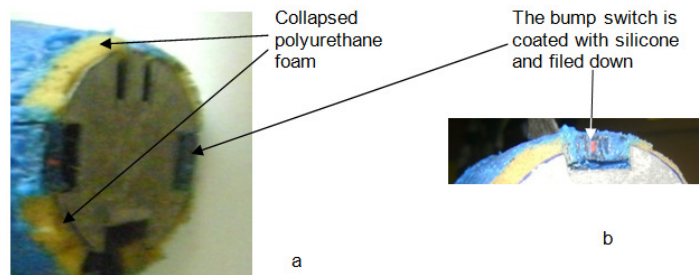 Collapsed
polyurethane
foam
The bump switch is
coated with silicone
and filed down
a
b